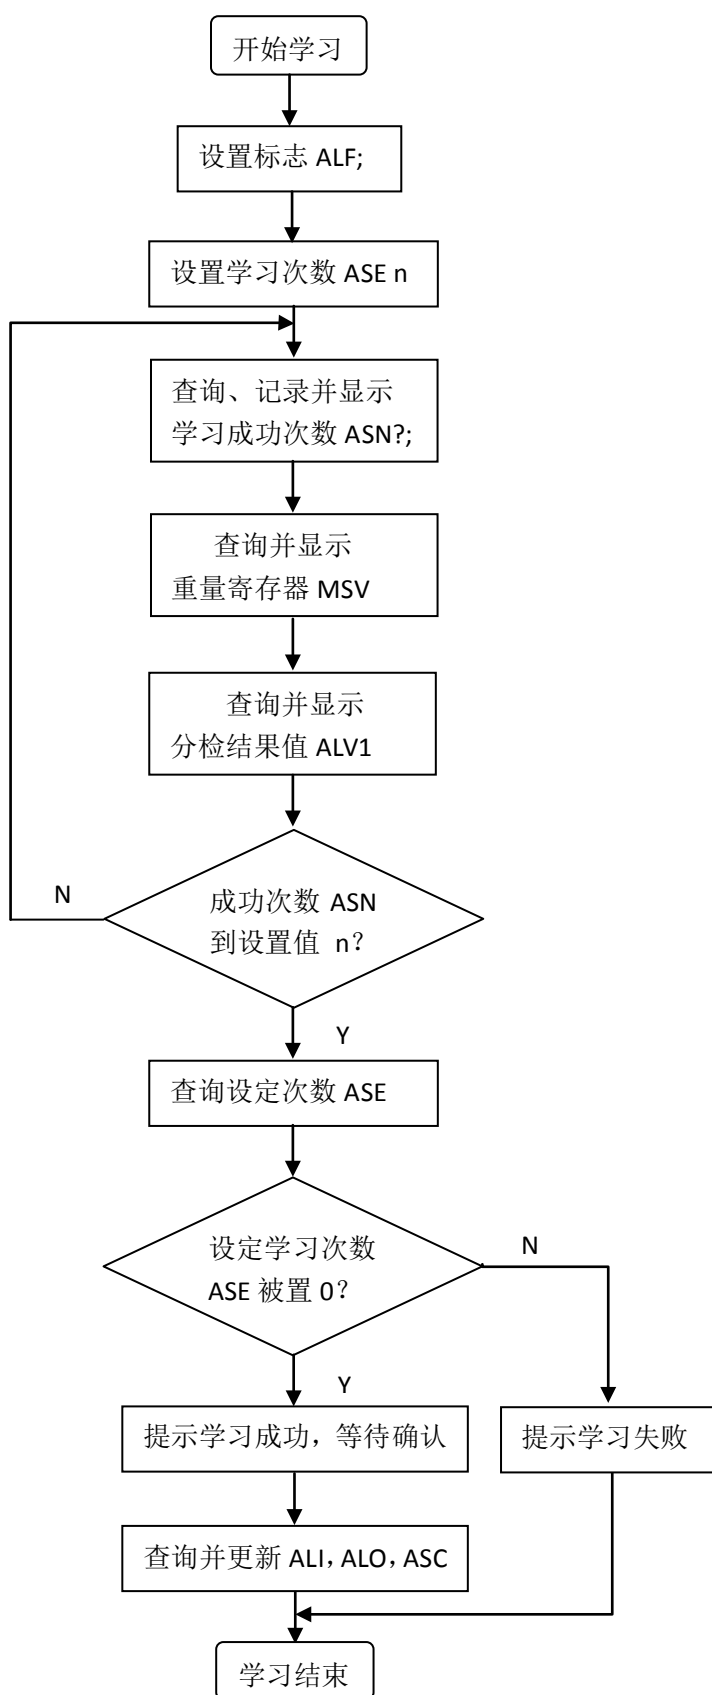 开始学习
设置标志 ALF;
设置学习次数 ASE n
查询、记录并显示
学习成功次数 ASN?;
查询并显示
重量寄存器 MSV
查询并显示
分检结果值 ALV1
N
成功次数 ASN
到设置值 n？
Y
查询设定次数 ASE
设定学习次数
ASE 被置 0？
N
Y
提示学习成功，等待确认
提示学习失败
查询并更新 ALI，ALO，ASC
学习结束